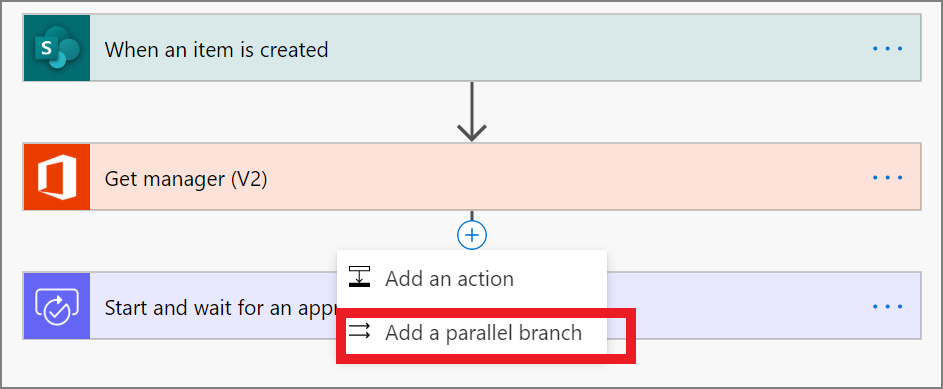 S
When an item is created
Get manager (V2)
Add an action
Start and wait for an appr
Add a parallel branch